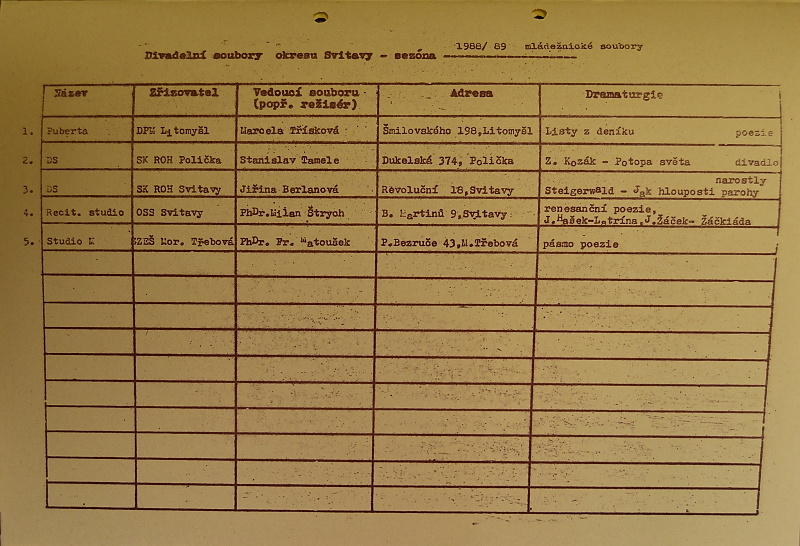 1988/ 89 mládežnické soubory
Divadelní soubory okresu Svitavy - sezóna
Název Zřizovatel Vedoucí souboru (popř. režisér) Adresa Dramaturgie
1. Puberta DPM Litomyšl Marcela Třísková Šmilovského 198,Litomyšl Listy z deníku poezie
2. DS SK ROH Polička Stanislav Tamele Dukelská 374, Polička Z. Kozák - Potopa světa divadlo
3. DS SK ROH Svitavy Jiřina Berlanová Revoluční 18,Svitavy Steigerwald - Jak hlouposti narostly parohy
4. Recit. studio OSS Svitavy PhDr.Milan Štrych B. Martinů 9,Svitavy renesanční poezie,
J.Hašek-Latrína,J.Žáček- Žáčkiáda
5. Studio M SZEŠ Mor. Třebová PhDr. Fr. Matoušek P.Bezruče 43,M.Třebová pásmo poezie